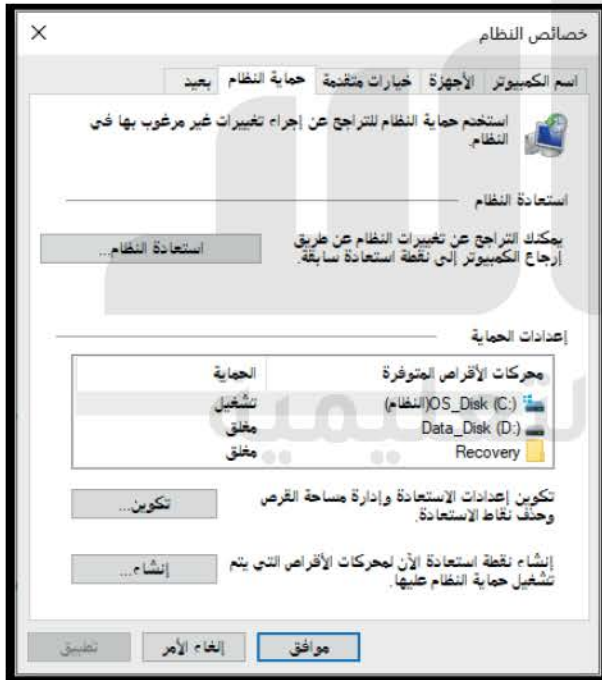 خصائص النظام
اسم الكمبيوتر الأجهزة خيارات متقدمة حماية النظام بعيد
استخدم حماية النظام للتراجع عن إجراء تغييرات غير مرغوب بها في
النظام.
استعادة النظام
يمكنك التراجع عن تغييرات النظام عن طريق
إرجاع الكمبيوتر إلى نقطة استعادة سابقة.
استعادة النظام...
إعدادات الحماية
محركات الأقراص المتوفرة الحماية
OS_Disk (C:)(النظام) تشغيل
Data_Disk (D:) مغلق
Recovery مغلق
تكوين إعدادات الاستعادة وإدارة مساحة القرص
وحذف نقاط الاستعادة.
تكوين...
إنشاء نقطة استعادة الآن لمحركات الأقراص التي يتم
تشغيل حماية النظام عليها.
إنشاء...
موافق إلغاء الأمر تطبيق